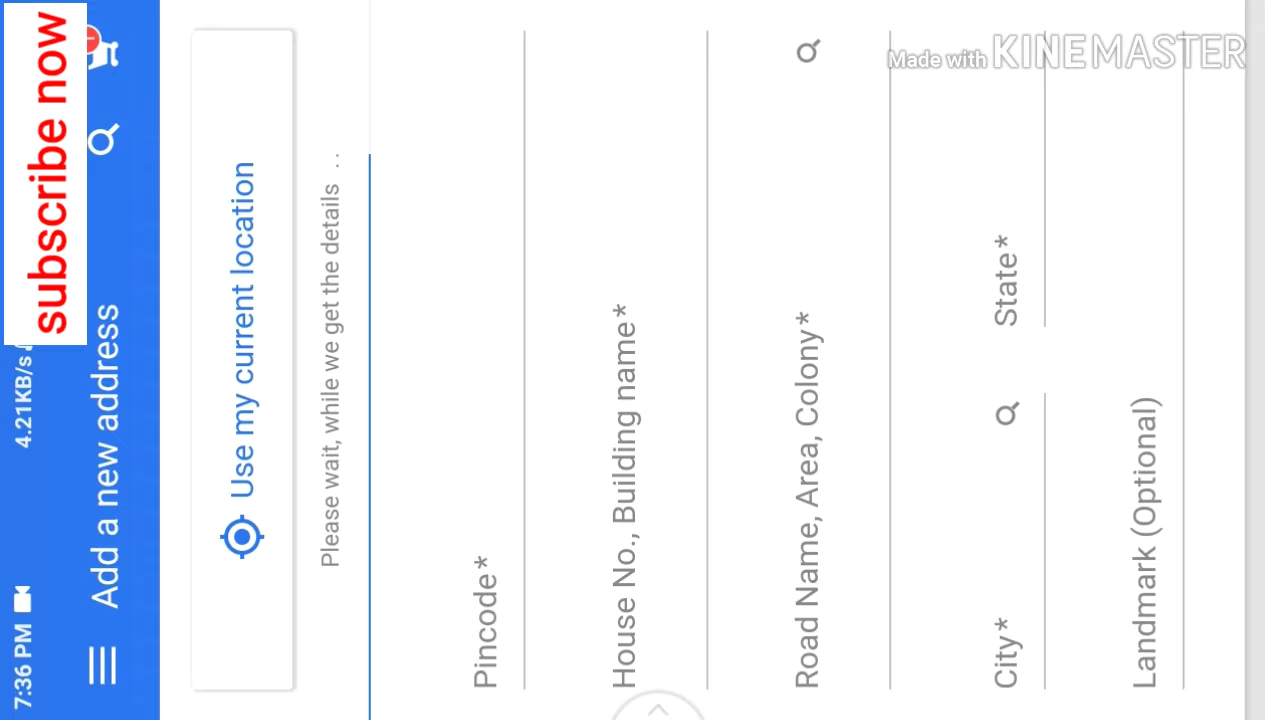 7:36 PM
4.21KB/s
subscribe now
Add a new address
Use my current location
Please wait, while we get the details ..
Pincode*
House No., Building name*
Road Name, Area, Colony*
City*
State*
Landmark (Optional)
Made with KINEMASTER